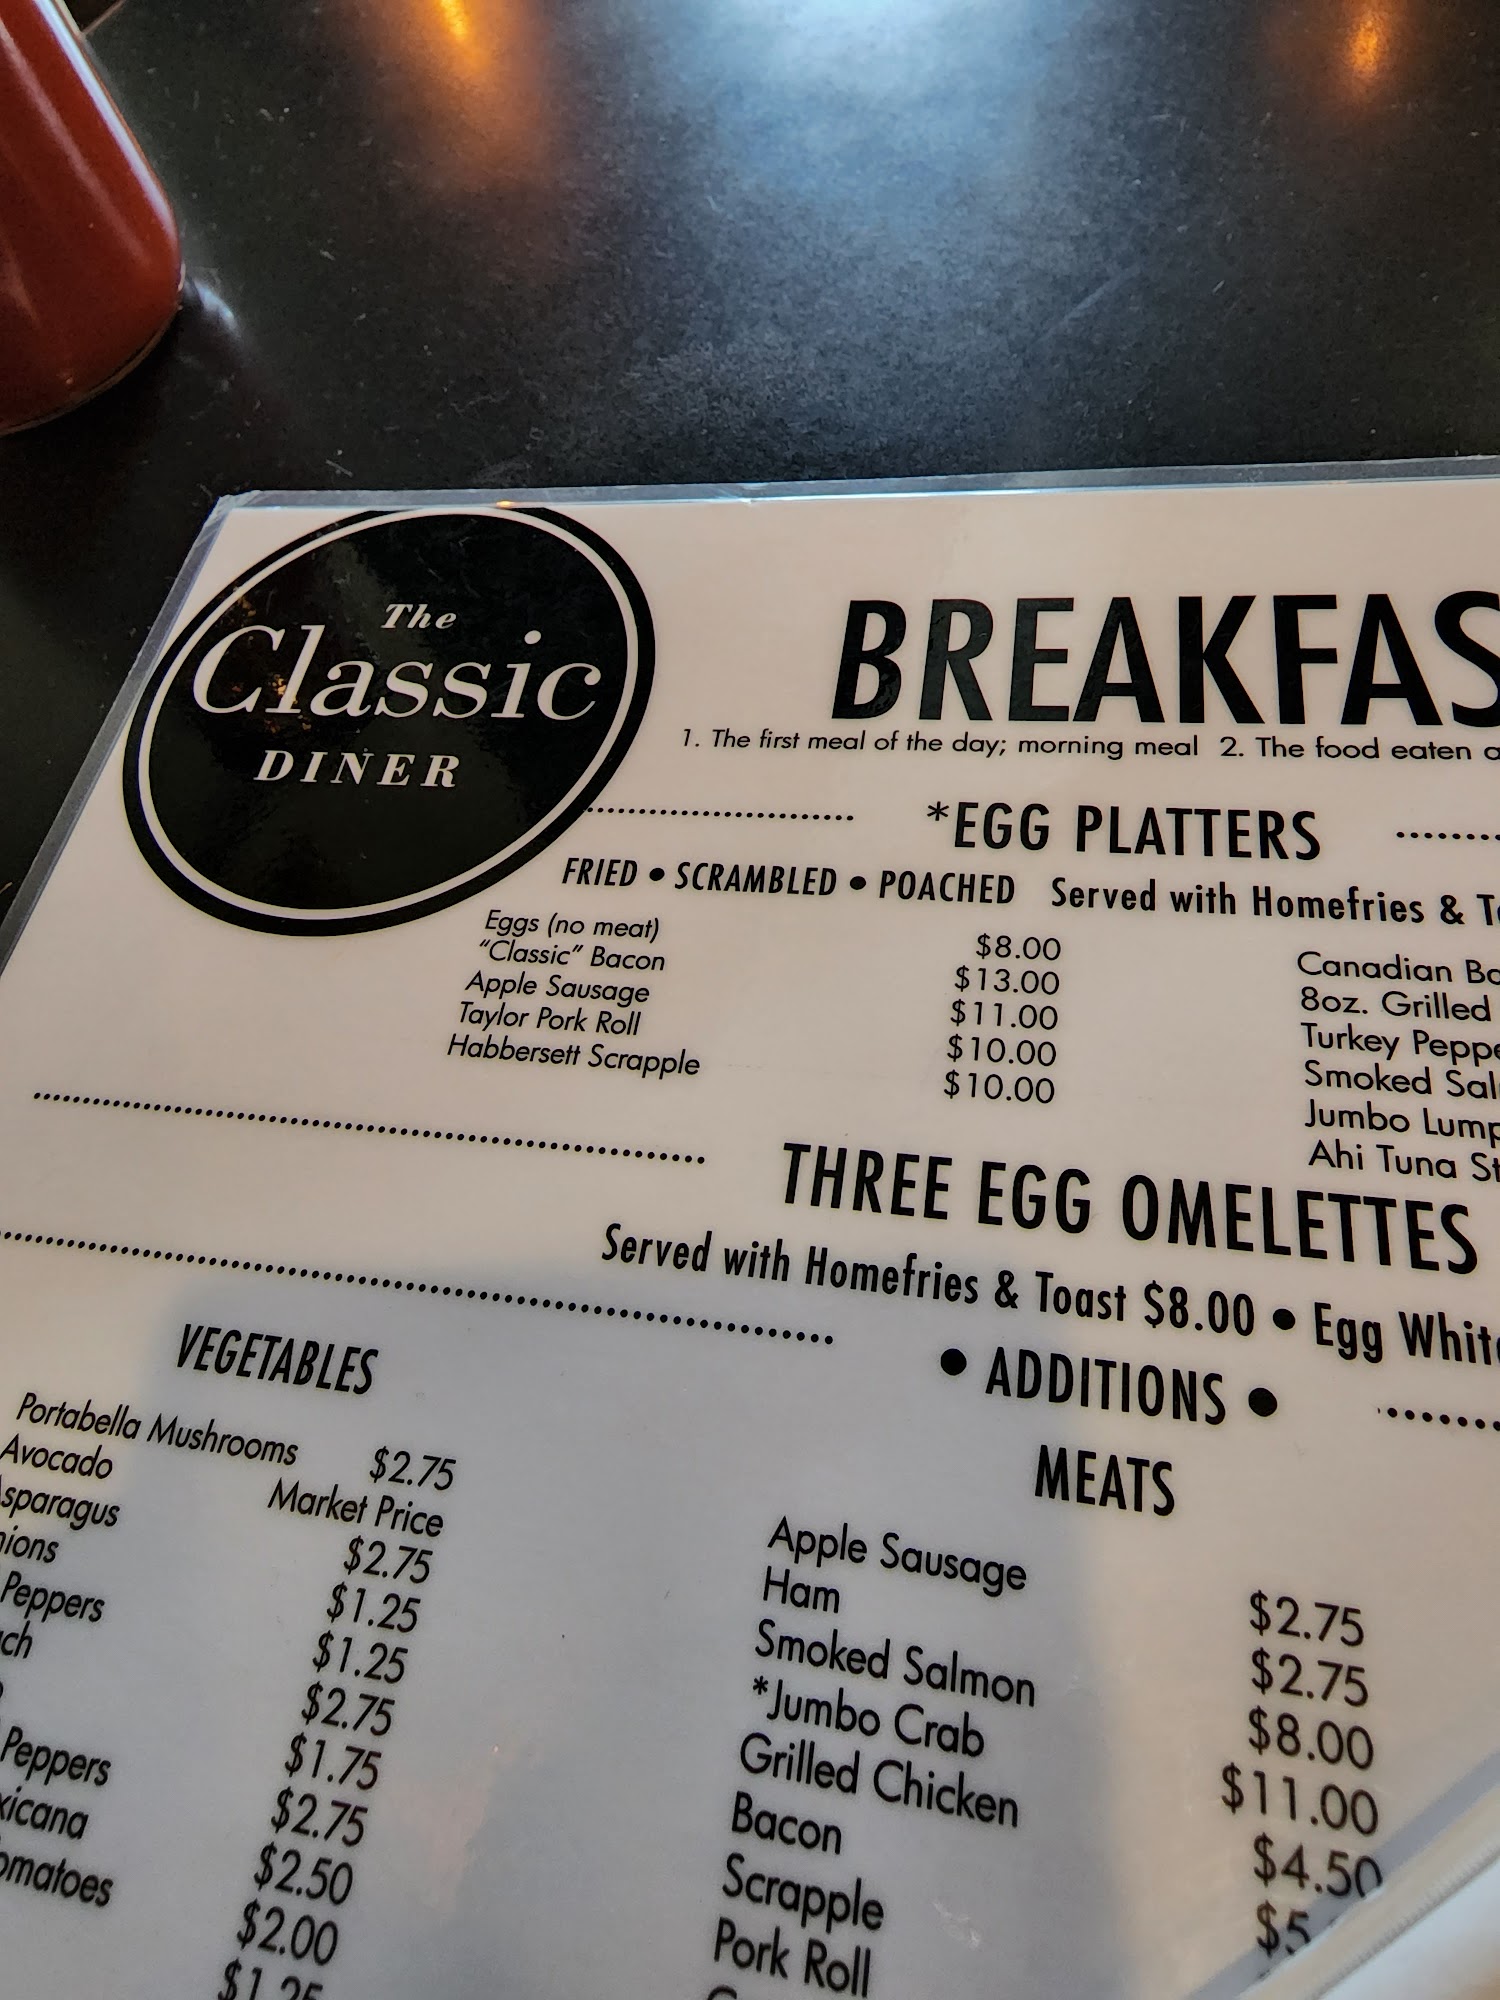 The
Classic
DINER
BREAKFAS
1. The first meal of the day; morning meal 2. The food eaten
*EGG PLATTERS
FRIED • SCRAMBLED • POACHED Served with Homefries &
Eggs (no meat) $8.00
"Classic" Bacon $13.00
Apple Sausage $11.00
Taylor Pork Roll $10.00
Habbersett Scrapple $10.00
Canadian
8oz. Grilled
Turkey
Smoked
Jumbo
Ahi Tuna
THREE EGG OMELETTES
Served with Homefries & Toast $8.00 • Egg
• ADDITIONS •
VEGETABLES
Portabella Mushrooms $2.75
Avocado Market Price
sparagus $2.75
nions $1.25
Peppers $1.25
ch $2.75
$1.75
Peppers $2.75
xicana $2.50
omatoes $2.00
$1.25
MEATS
Apple Sausage $2.75
Ham $2.75
Smoked Salmon $8.00
*Jumbo Crab $11.00
Grilled Chicken $4.50
Bacon $5
Scrapple
Pork Roll